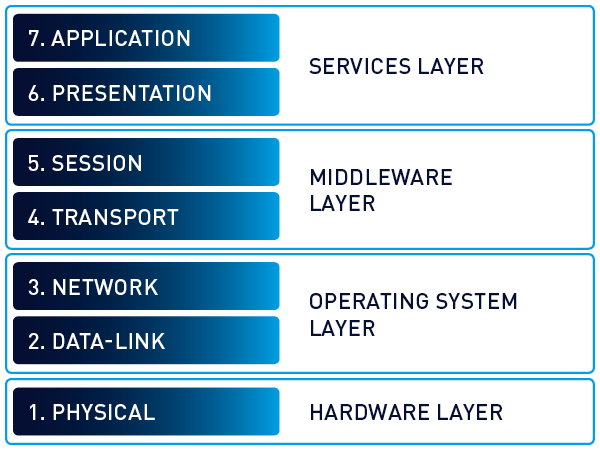 7. APPLICATION
6. PRESENTATION
SERVICES LAYER
5. SESSION
4. TRANSPORT
MIDDLEWARE
LAYER
3. NETWORK
2. DATA-LINK
OPERATING SYSTEM
LAYER
1. PHYSICAL
HARDWARE LAYER